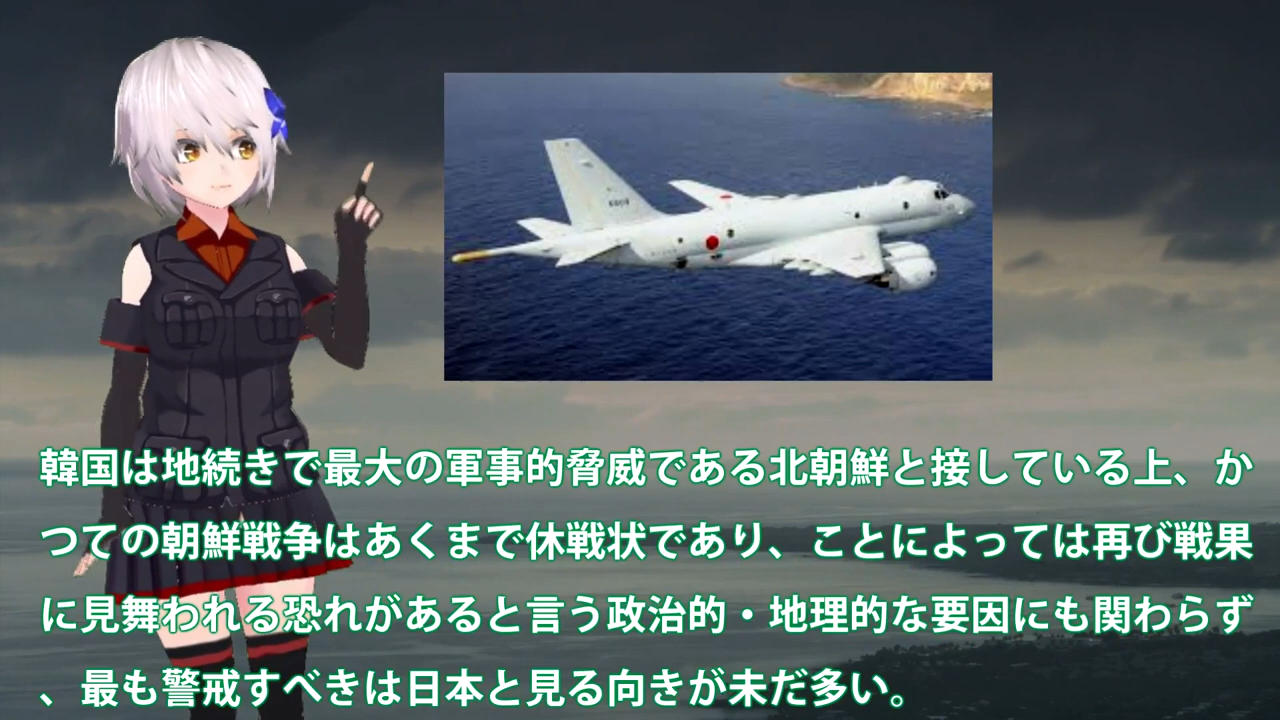 韓国は地続きで最大の軍事的脅威である北朝鮮と接している上、か
つての朝鮮戦争はあくまで休戦状であり、ことによっては再び戦果
に見舞われる恐れがあると言う政治的・地理的な要因にも関わらず
、最も警戒すべきは日本と見る向きが未だ多い。